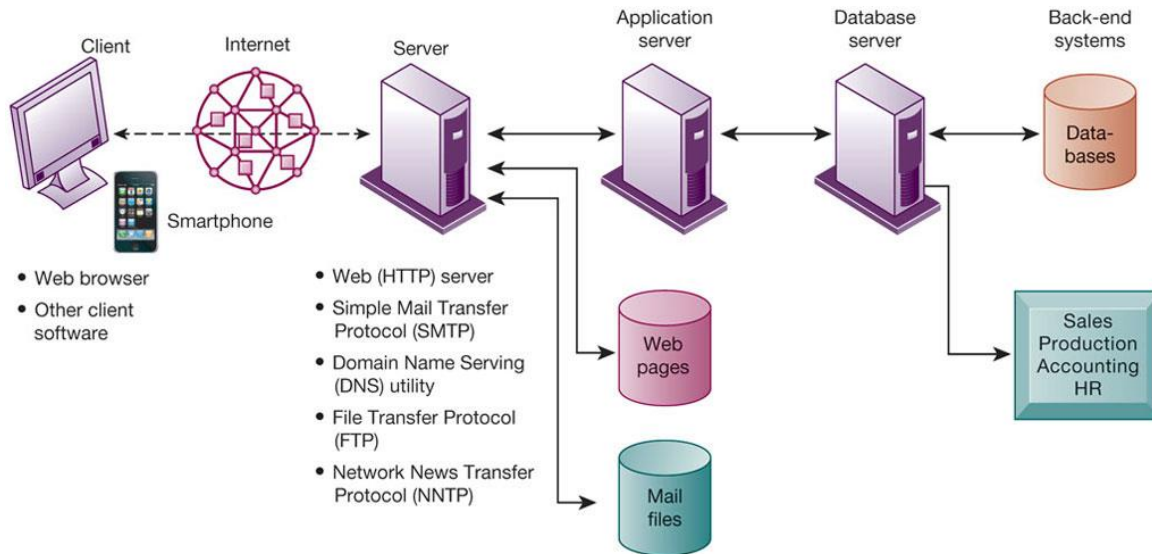 Client
Internet
Server
Application
server
Database
server
Back-end
systems
Data-
bases
Smartphone
• Web browser
• Other client
software
• Web (HTTP) server
• Simple Mail Transfer
Protocol (SMTP)
• Domain Name Serving
(DNS) utility
• File Transfer Protocol
(FTP)
• Network News Transfer
Protocol (NNTP)
Web
pages
Mail
files
Sales
Production
Accounting
HR